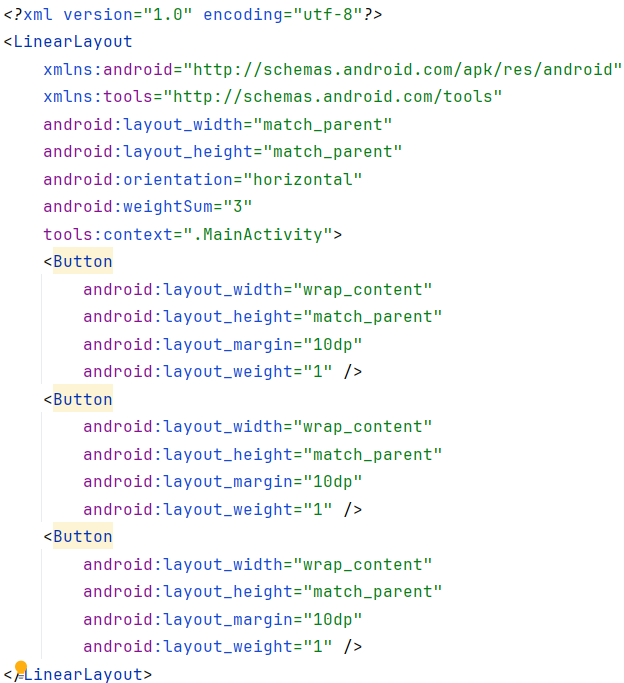 <?xml version="1.0" encoding="utf-8"?>
<LinearLayout
    xmlns:android="http://schemas.android.com/apk/res/android"
    xmlns:tools="http://schemas.android.com/tools"
    android:layout_width="match_parent"
    android:layout_height="match_parent"
    android:orientation="horizontal"
    android:weightSum="3"
    tools:context=".MainActivity">
    <Button
        android:layout_width="wrap_content"
        android:layout_height="match_parent"
        android:layout_margin="10dp"
        android:layout_weight="1" />
    <Button
        android:layout_width="wrap_content"
        android:layout_height="match_parent"
        android:layout_margin="10dp"
        android:layout_weight="1" />
    <Button
        android:layout_width="wrap_content"
        android:layout_height="match_parent"
        android:layout_margin="10dp"
        android:layout_weight="1" />
</LinearLayout>